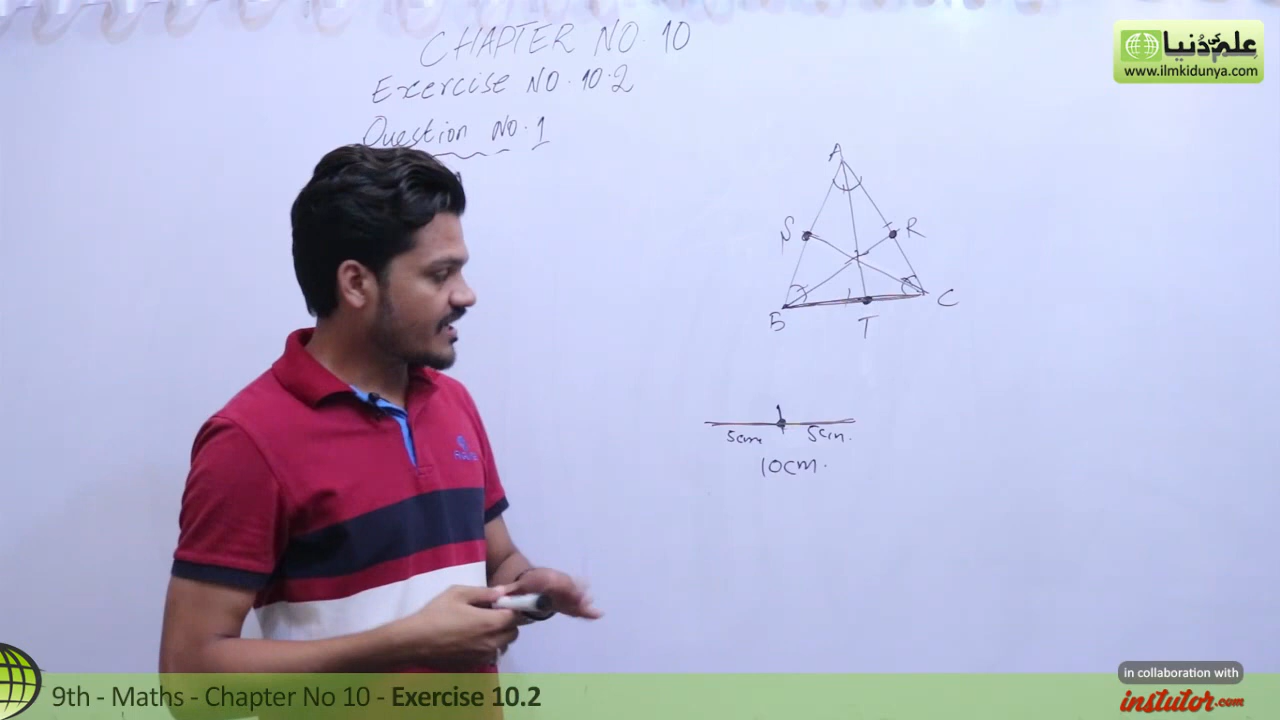 CHAPTER NO. 10
Exercise NO. 10.2
Question NO. 1
علم کی دُنیا
www.ilmkidunya.com
A
S
R
B
C
T
5cm
5cm.
10cm.
in collaboration with
instutor.com
9th - Maths - Chapter No 10 - Exercise 10.2